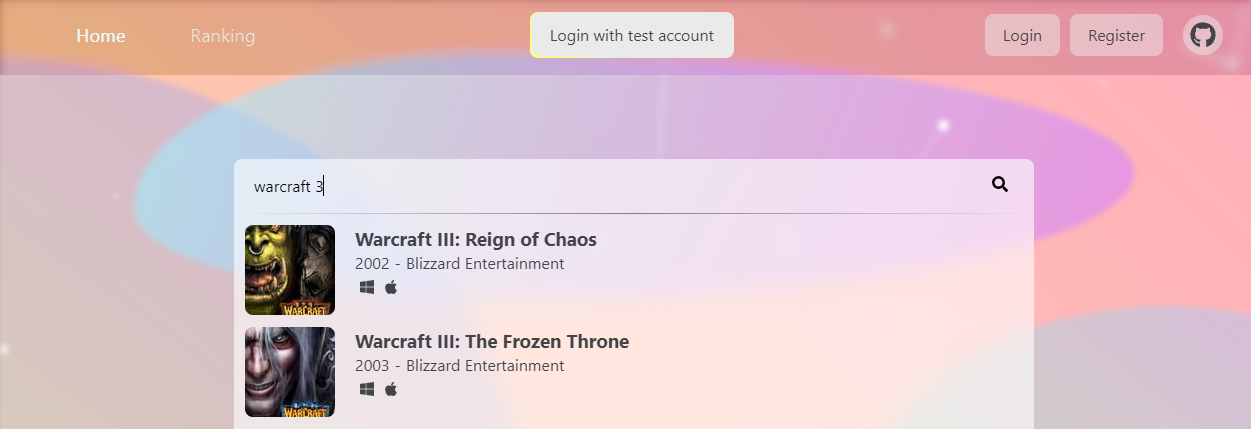 Home
Ranking
Login with test account
Login
Register
warcraft 3
Warcraft III: Reign of Chaos
2002 - Blizzard Entertainment
WARCRAFT
Warcraft III: The Frozen Throne
2003 - Blizzard Entertainment
WARCRAFT